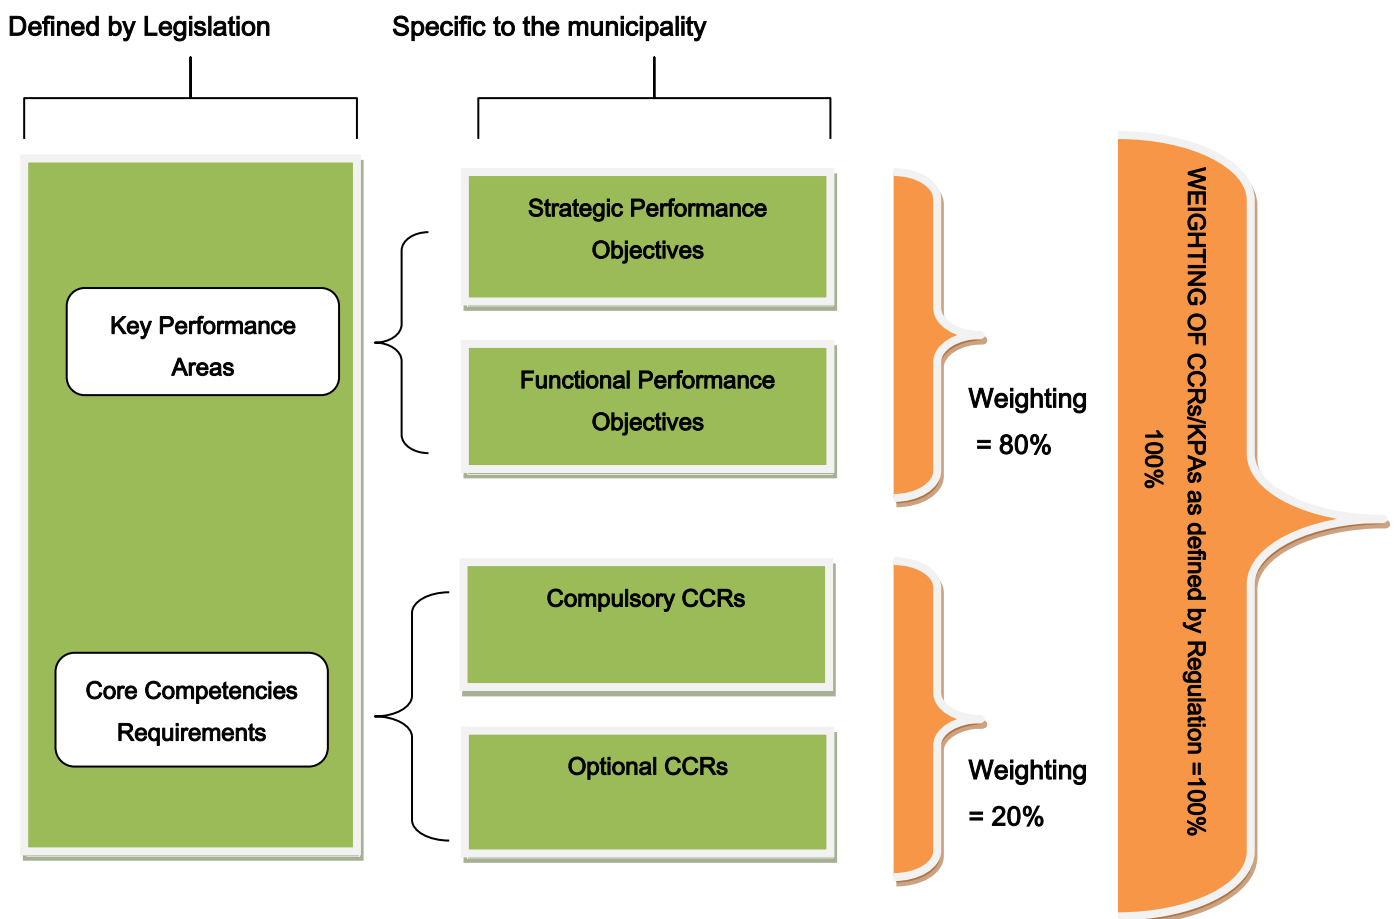 Defined by Legislation
Specific to the municipality
Key Performance
Areas
Strategic Performance
Objectives
Functional Performance
Objectives
Weighting
= 80%
Core Competencies
Requirements
Compulsory CCRs
Optional CCRs
Weighting
= 20%
WEIGHTING OF CCRs/KPAs as defined by Regulation =100%
100%